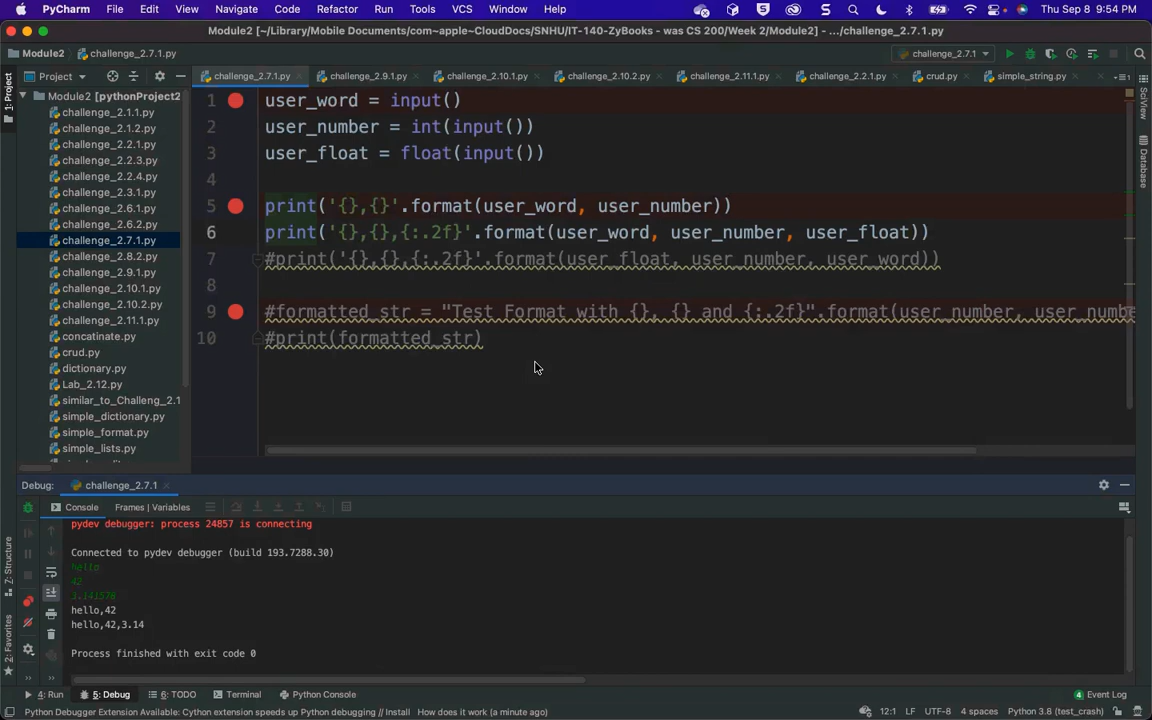 PyCharm File Edit View Navigate Code Refactor Run Tools VCS Window Help Thu Sep 8 9:54 PM
Module2 [~/Library/Mobile Documents/com~apple~CloudDocs/SNHU/IT-140-ZyBooks - was CS 200/Week 2/Module2] - .../challenge_2.7.1.py
Module2 challenge_2.7.1.py challenge_2.7.1
Project challenge_2.7.1.py challenge_2.9.1.py challenge_2.10.1.py challenge_2.10.2.py challenge_2.11.1.py challenge_2.2.1.py crud.py simple_string.py
1: Project
Module2 [pythonProject2
challenge_2.1.1.py
challenge_2.1.2.py
challenge_2.2.1.py
challenge_2.2.3.py
challenge_2.2.4.py
challenge_2.3.1.py
challenge_2.6.1.py
challenge_2.6.2.py
challenge_2.7.1.py
challenge_2.8.2.py
challenge_2.9.1.py
challenge_2.10.1.py
challenge_2.10.2.py
challenge_2.11.1.py
concatinate.py
crud.py
dictionary.py
Lab_2.12.py
similar_to_Challeng_2.1
simple_dictionary.py
simple_format.py
simple_lists.py
1 user_word = input()
2 user_number = int(input())
3 user_float = float(input())
4
5 print('{},{}'.format(user_word, user_number))
6 print('{},{},{:.2f}'.format(user_word, user_number, user_float))
7 #print('{},{},{:.2f}'.format(user_float, user_number, user_word))
8
9 #formatted_str = "Test Format with {}, {} and {:.2f}".format(user_number, user_numbe
10 #print(formatted_str)
SciView
Database
Debug: challenge_2.7.1
Console Frames | Variables
pydev debugger: process 24857 is connecting
Connected to pydev debugger (build 193.7288.30)
hello
42
3.141578
hello,42
hello,42,3.14
Process finished with exit code 0
Z: Structure
2: Favorites
4: Run 5: Debug 6: TODO Terminal Python Console 4 Event Log
Python Debugger Extension Available: Cython extension speeds up Python debugging // Install How does it work (a minute ago) 12:1 LF UTF-8 4 spaces Python 3.8 (test_crash)